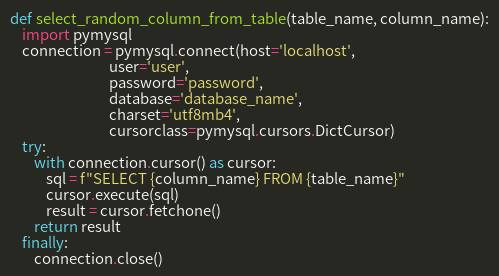 def select_random_column_from_table(table_name, column_name):
    import pymysql
    connection = pymysql.connect(host='localhost',
                                 user='user',
                                 password='password',
                                 database='database_name',
                                 charset='utf8mb4',
                                 cursorclass=pymysql.cursors.DictCursor)
    try:
        with connection.cursor() as cursor:
            sql = f"SELECT {column_name} FROM {table_name}"
            cursor.execute(sql)
            result = cursor.fetchone()
        return result
    finally:
        connection.close()